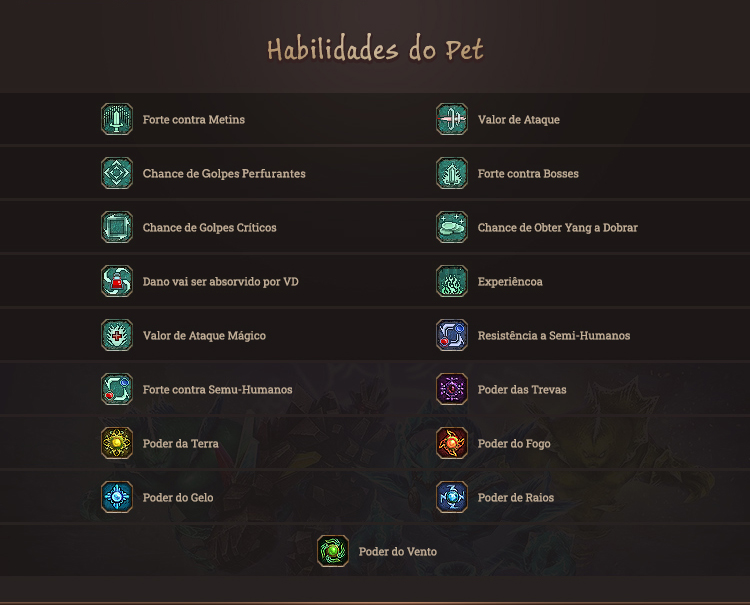 Habilidades do Pet
Forte contra Metins
Valor de Ataque
Chance de Golpes Perfurantes
Forte contra Bosses
Chance de Golpes Críticos
Chance de Obter Yang a Dobrar
Dano vai ser absorvido por VD
Experiêncoa
Valor de Ataque Mágico
Resistência a Semi-Humanos
Forte contra Semu-Humanos
Poder das Trevas
Poder da Terra
Poder do Fogo
Poder do Gelo
Poder de Raios
Poder do Vento